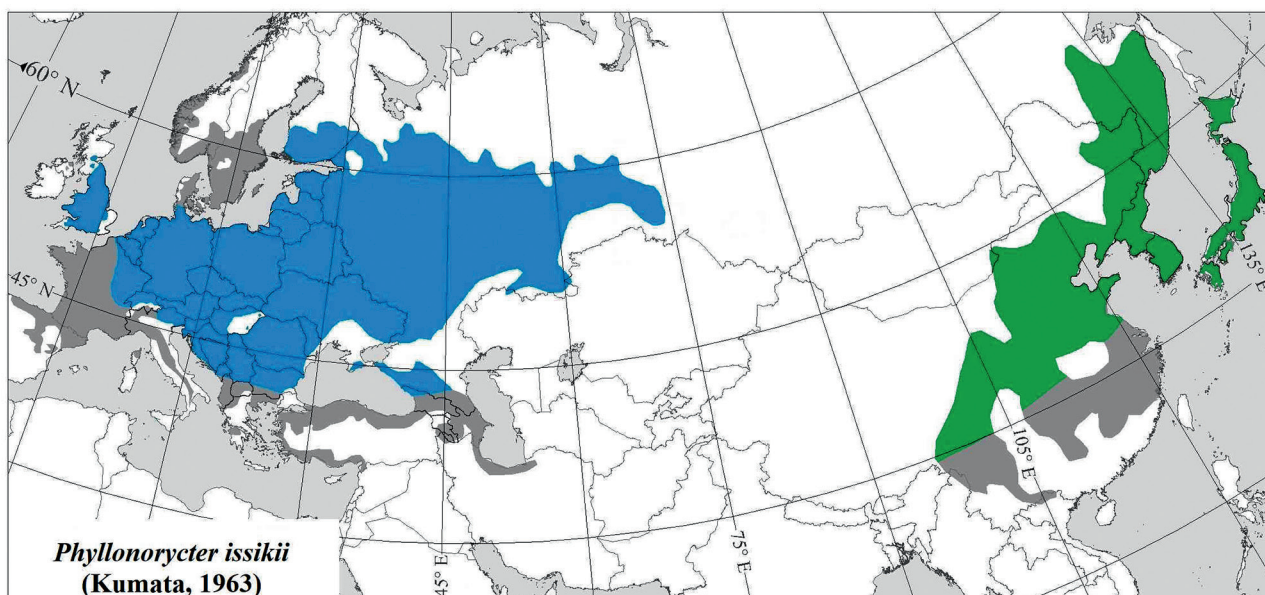 60° N
45° N
135° E
105° E
75° E
45° E
Phyllonorycter issikii
(Kumata, 1963)